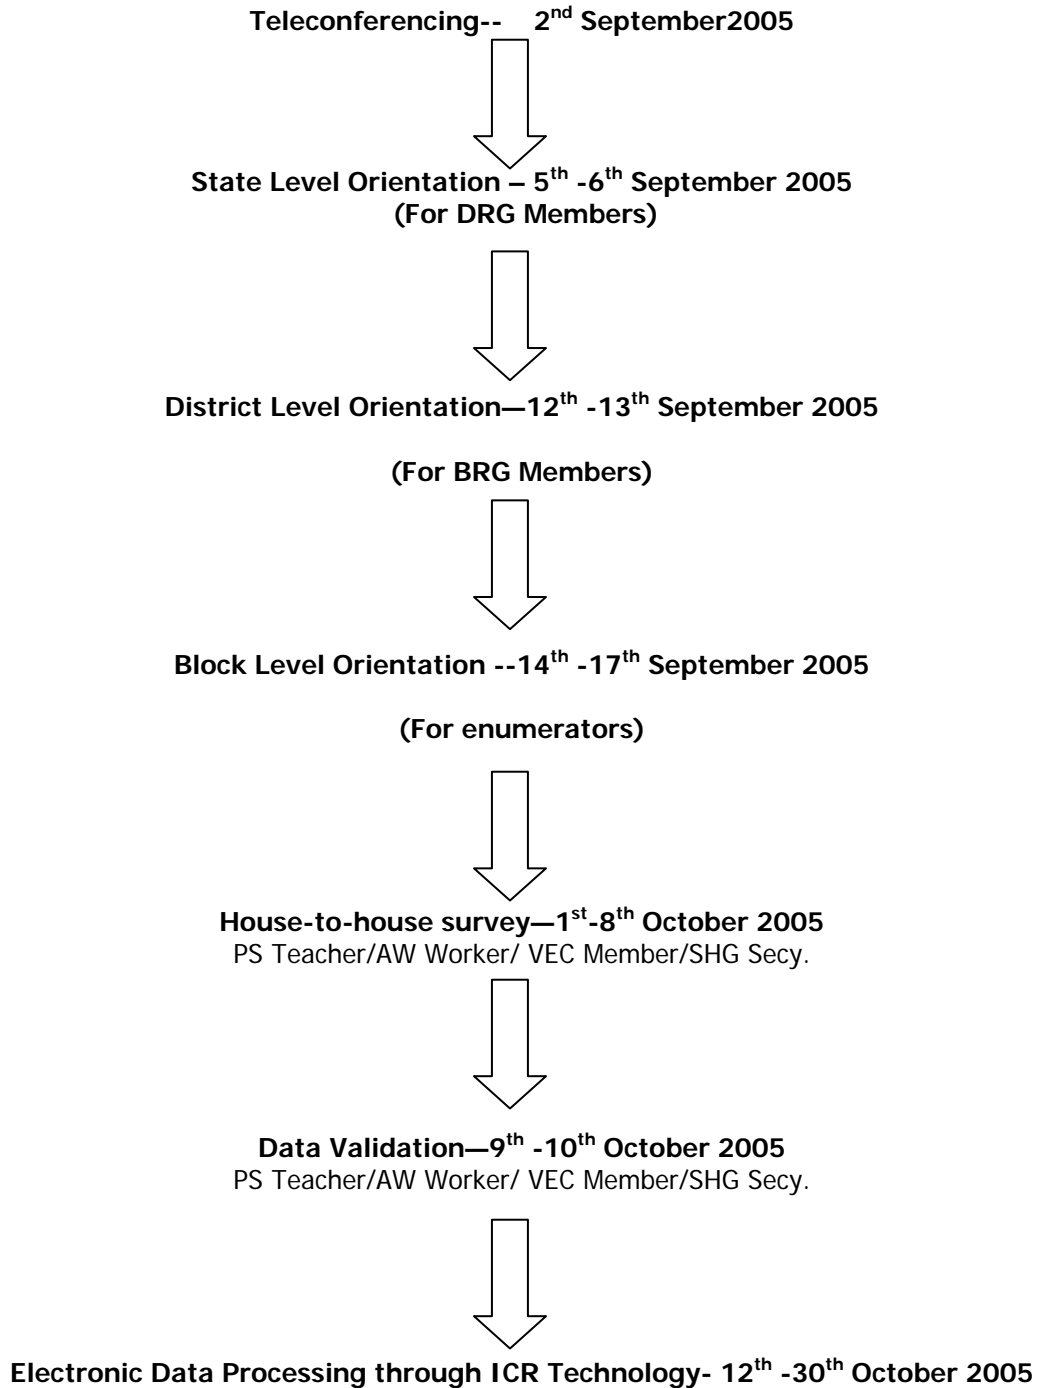 Teleconferencing-- 2nd September2005
State Level Orientation – 5th -6th September 2005
(For DRG Members)
District Level Orientation—12th -13th September 2005
(For BRG Members)
Block Level Orientation --14th -17th September 2005
(For enumerators)
House-to-house survey—1st-8th October 2005
PS Teacher/AW Worker/ VEC Member/SHG Secy.
Data Validation—9th -10th October 2005
PS Teacher/AW Worker/ VEC Member/SHG Secy.
Electronic Data Processing through ICR Technology- 12th -30th October 2005